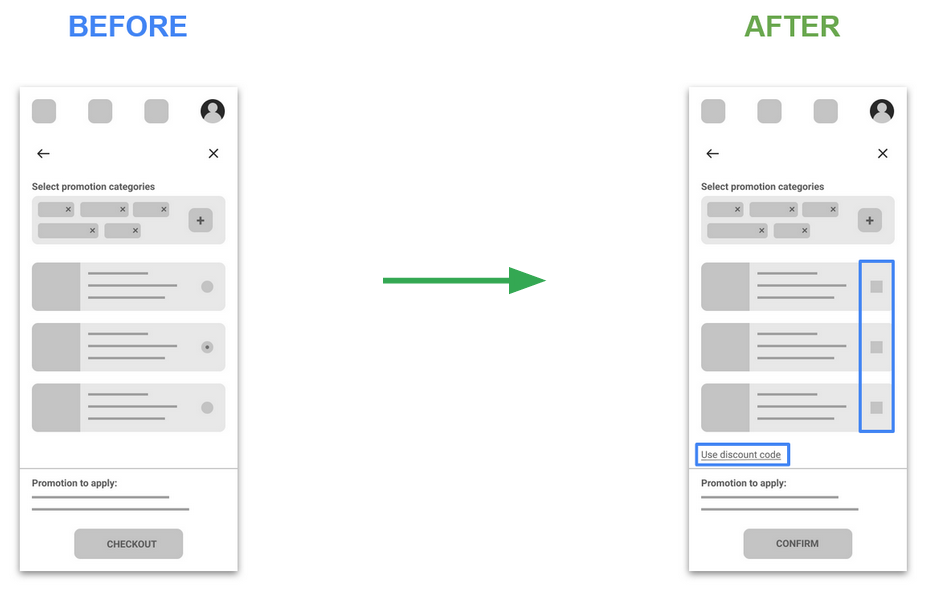 BEFORE
AFTER
Select promotion categories
Promotion to apply:
CHECKOUT
Select promotion categories
Use discount code
Promotion to apply:
CONFIRM